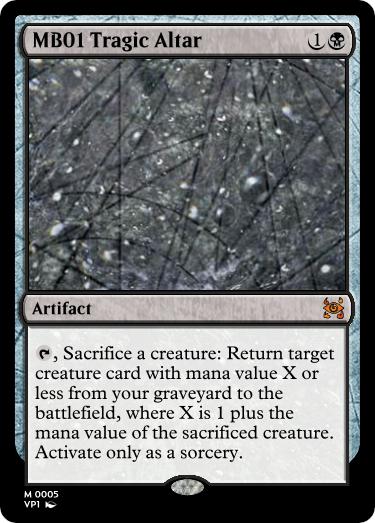 MB01 Tragic Altar 1
Artifact
, Sacrifice a creature: Return target
creature card with mana value X or
less from your graveyard to the
battlefield, where X is 1 plus the
mana value of the sacrificed creature.
Activate only as a sorcery.
M 0005
VP1